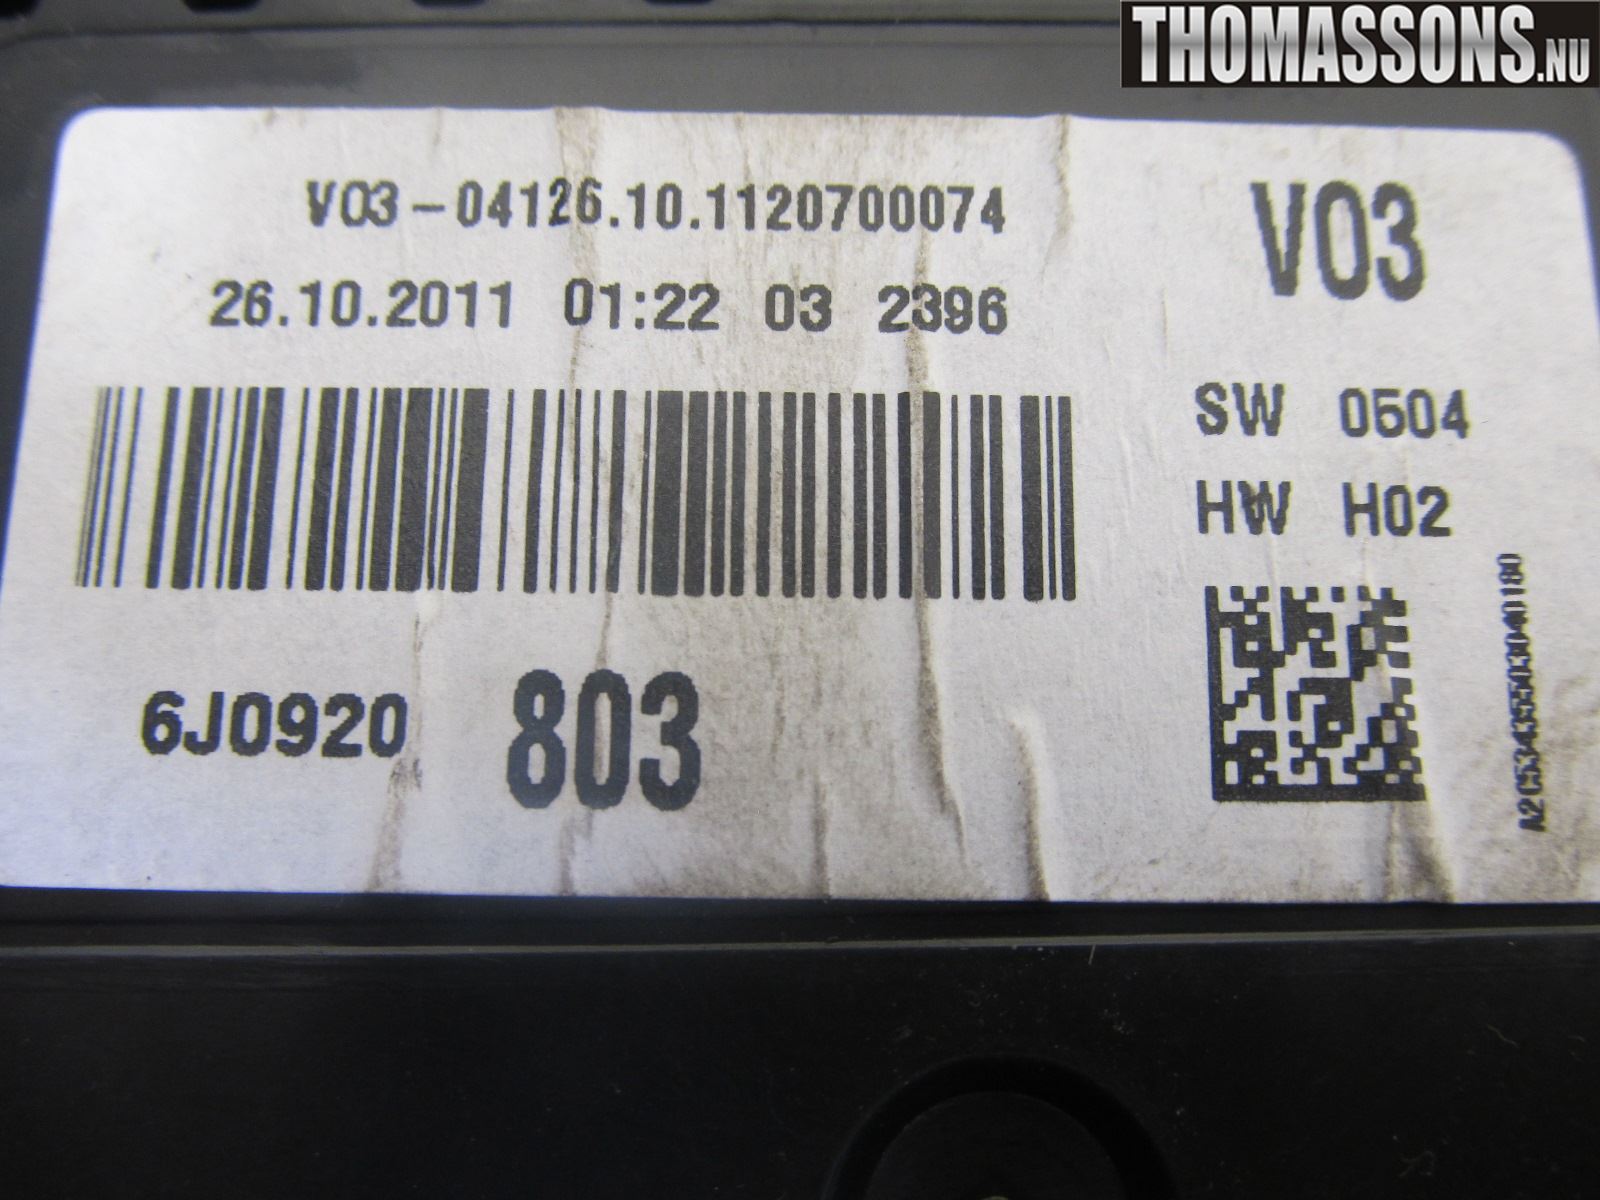 THOMASSONS.NU
V03-04126.10.1120700074
26.10.2011 01:22 03 2396
V03
SW 0504
HW H02
6J0920 803
A2C53435503040180